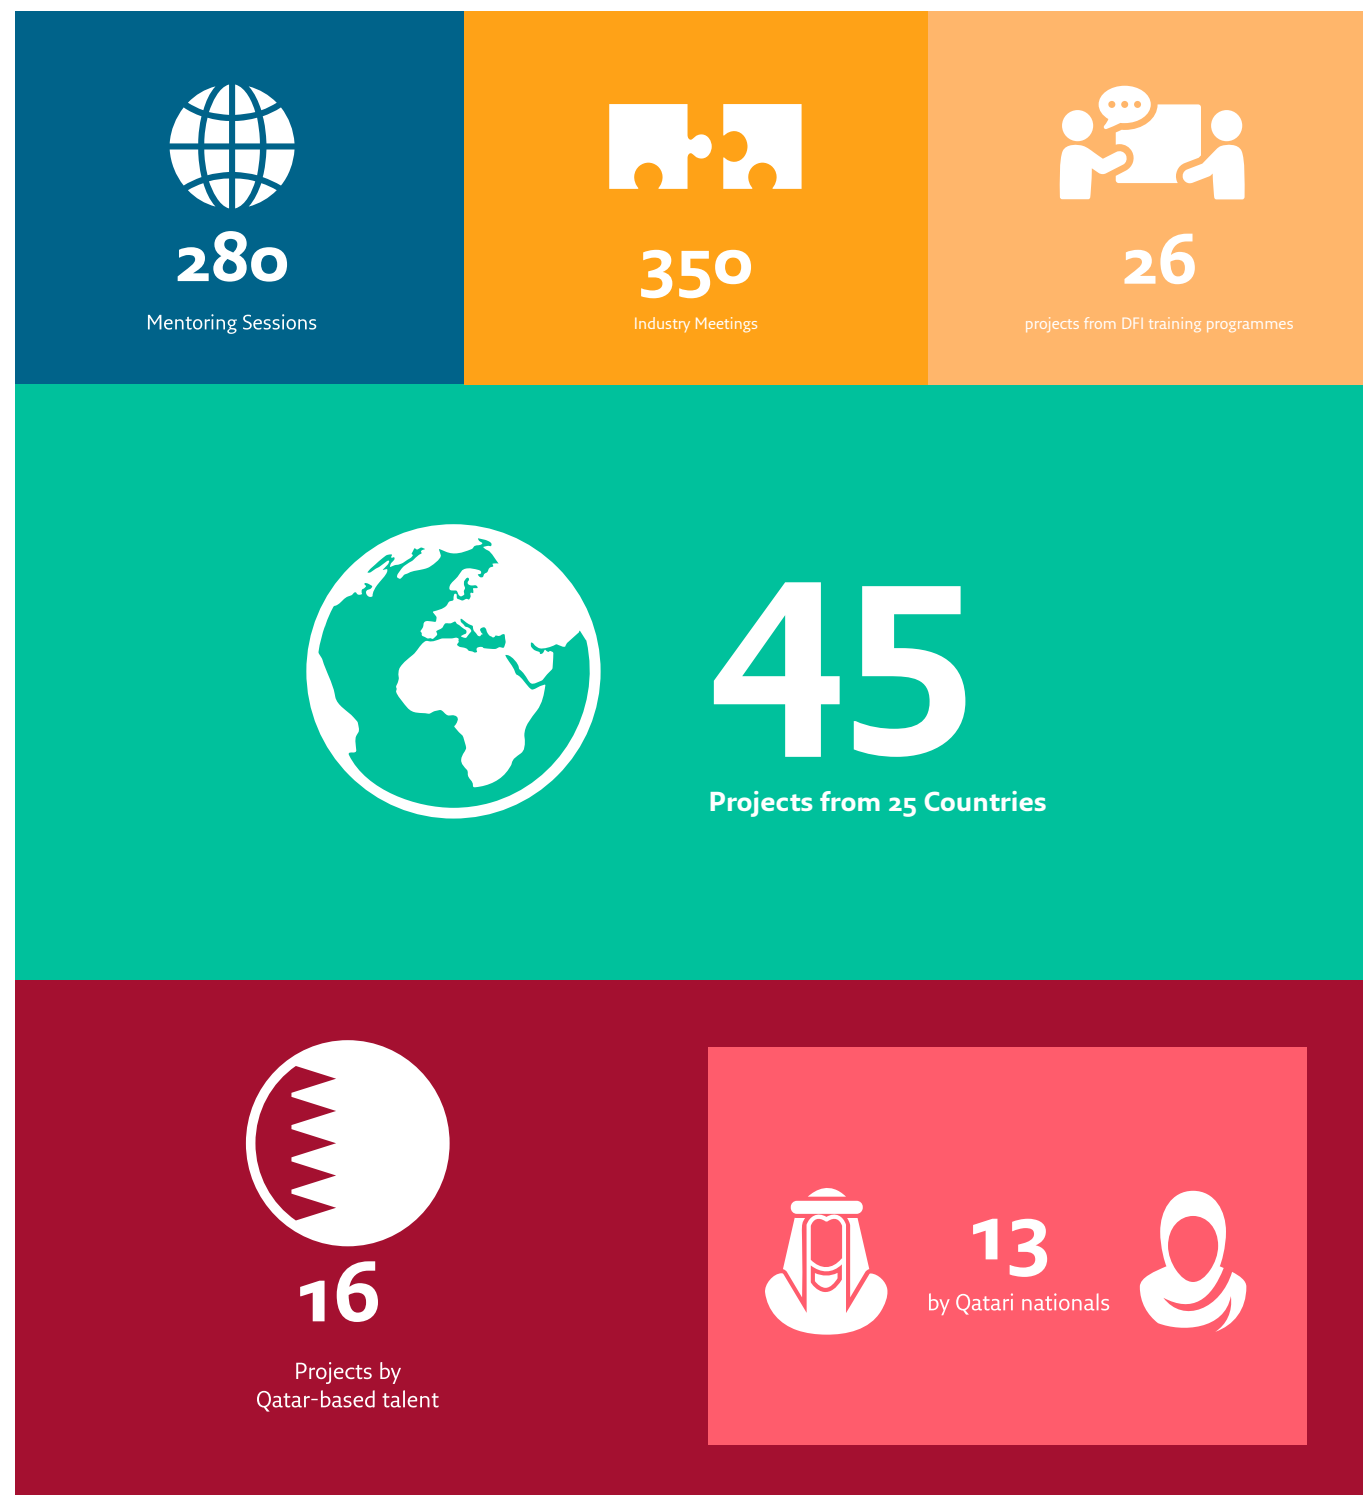 280
Mentoring Sessions
350
Industry Meetings
26
projects from DFI training programmes
45
Projects from 25 Countries
16
Projects by
Qatar-based talent
13
by Qatari nationals